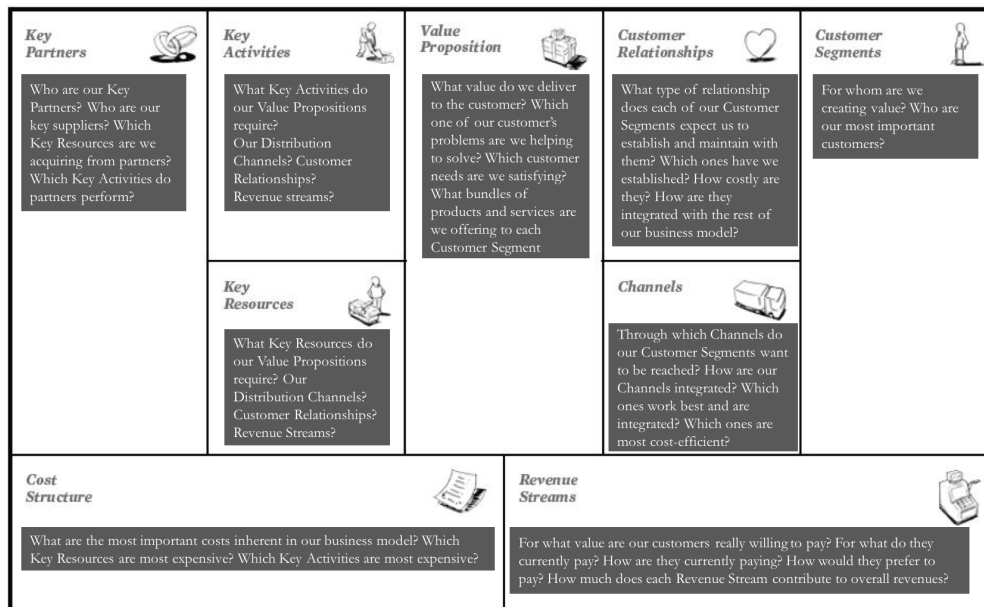 Key
Partners
Who are our Key
Partners? Who are our
key suppliers? Which
Key Resources are we
acquiring from partners?
Which Key Activities do
partners perform?
Key
Activities
What Key Activities do
our Value Propositions
require?
Our Distribution
Channels? Customer
Relationships?
Revenue streams?
Key
Resources
What Key Resources do
our Value Propositions
require? Our
Distribution Channels?
Customer Relationships?
Revenue Streams?
Value
Proposition
What value do we deliver
to the customer? Which
one of our customer's
problems are we helping
to solve? Which customer
needs are we satisfying?
What bundles of
products and services are
we offering to each
Customer Segment
Customer
Relationships
What type of relationship
does each of our Customer
Segments expect us to
establish and maintain with
them? Which ones have we
established? How costly are
they? How are they
integrated with the rest of
our business model?
Channels
Through which Channels do
our Customer Segments want
to be reached? How are our
Channels integrated? Which
ones work best and are
integrated? Which ones are
most cost-efficient?
Customer
Segments
For whom are we
creating value? Who are
our most important
customers?
Cost
Structure
What are the most important costs inherent in our business model? Which
Key Resources are most expensive? Which Key Activities are most expensive?
Revenue
Streams
For what value are our customers really willing to pay? For what do they
currently pay? How are they currently paying? How would they prefer to
pay? How much does each Revenue Stream contribute to overall revenues?